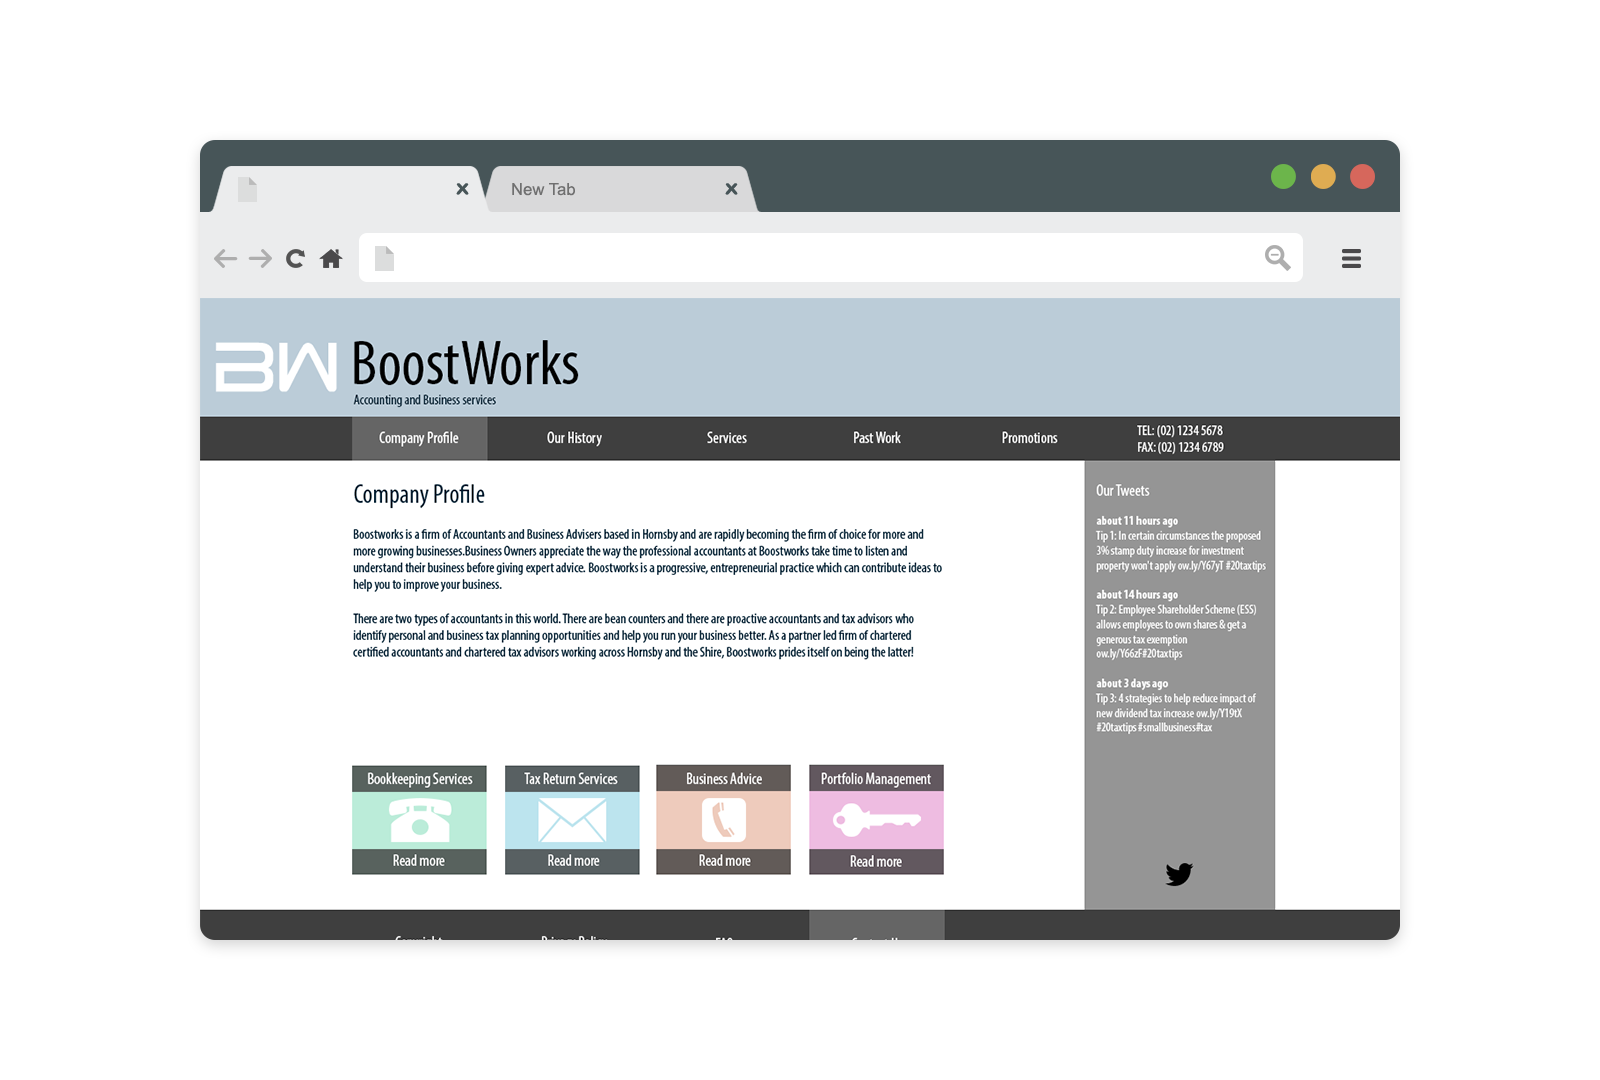 New Tab
BW
BoostWorks
Accounting and Business services
Company Profile
Our History
Services
Past Work
Promotions
TEL: (02) 1234 5678
FAX: (02) 1234 6789
Company Profile
Boostworks is a firm of Accountants and Business Advisers based in Hornsby and are rapidly becoming the firm of choice for more and
more growing businesses.Business Owners appreciate the way the professional accountants at Boostworks take time to listen and
understand their business before giving expert advice. Boostworks is a progressive, entrepreneurial practice which can contribute ideas to
help you to improve your business.
There are two types of accountants in this world. There are bean counters and there are proactive accountants and tax advisors who
identify personal and business tax planning opportunities and help you run your business better. As a partner led firm of chartered
certified accountants and chartered tax advisors working across Hornsby and the Shire, Boostworks prides itself on being the latter!
Bookkeeping Services
Read more
Tax Return Services
Read more
Business Advice
Read more
Portfolio Management
Read more
Our Tweets
about 11 hours ago
Tip 1: In certain circumstances the proposed
3% stamp duty increase for investment
property won't apply ow.ly/Y67yT #20taxtips
about 14 hours ago
Tip 2: Employee Shareholder Scheme (ESS)
allows employees to own shares & get a
generous tax exemption
ow.ly/Y66zF#20taxtips
about 3 days ago
Tip 3: 4 strategies to help reduce impact of
new dividend tax increase ow.ly/Y19tX
#20taxtips #smallbusiness#tax
Copyright
Privacy Policy
FAQ